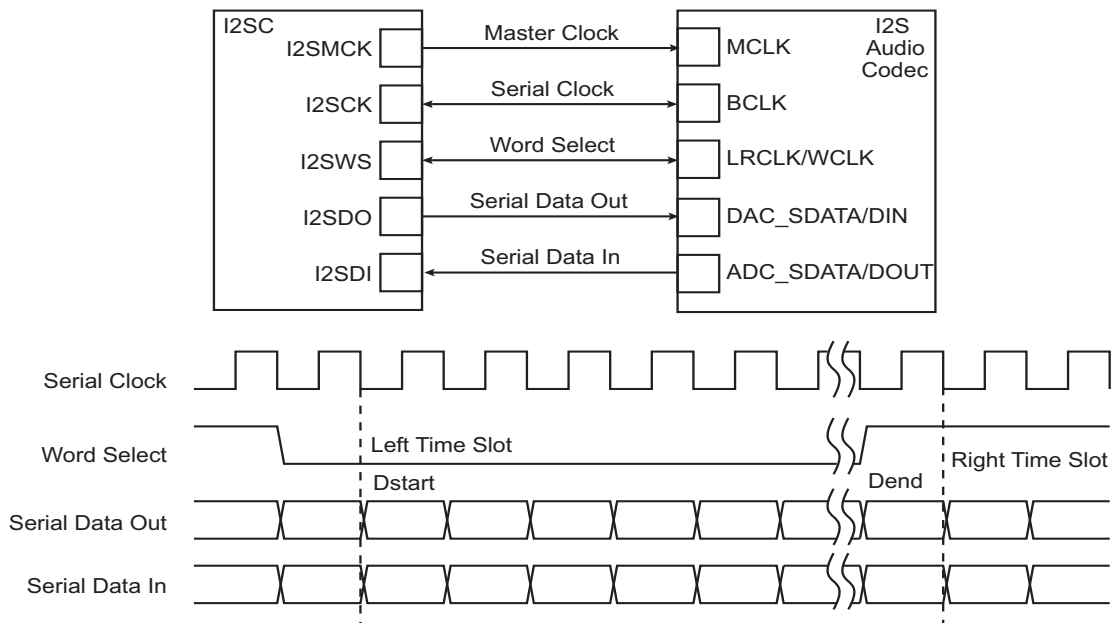 I2SC
I2S
Audio
Codec
I2SMCK
Master Clock
MCLK
I2SCK
Serial Clock
BCLK
I2SWS
Word Select
LRCLK/WCLK
I2SDO
Serial Data Out
DAC_SDATA/DIN
I2SDI
Serial Data In
ADC_SDATA/DOUT
Serial Clock
Word Select
Left Time Slot
Right Time Slot
Dstart
Dend
Serial Data Out
Serial Data In